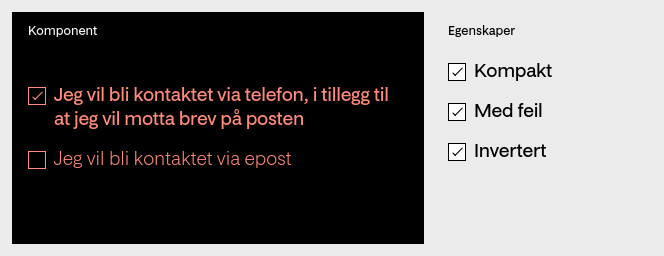 Komponent
Jeg vil bli kontaktet via telefon, i tillegg til
at jeg vil motta brev på posten
Jeg vil bli kontaktet via epost
Egenskaper
Kompakt
Med feil
Invertert